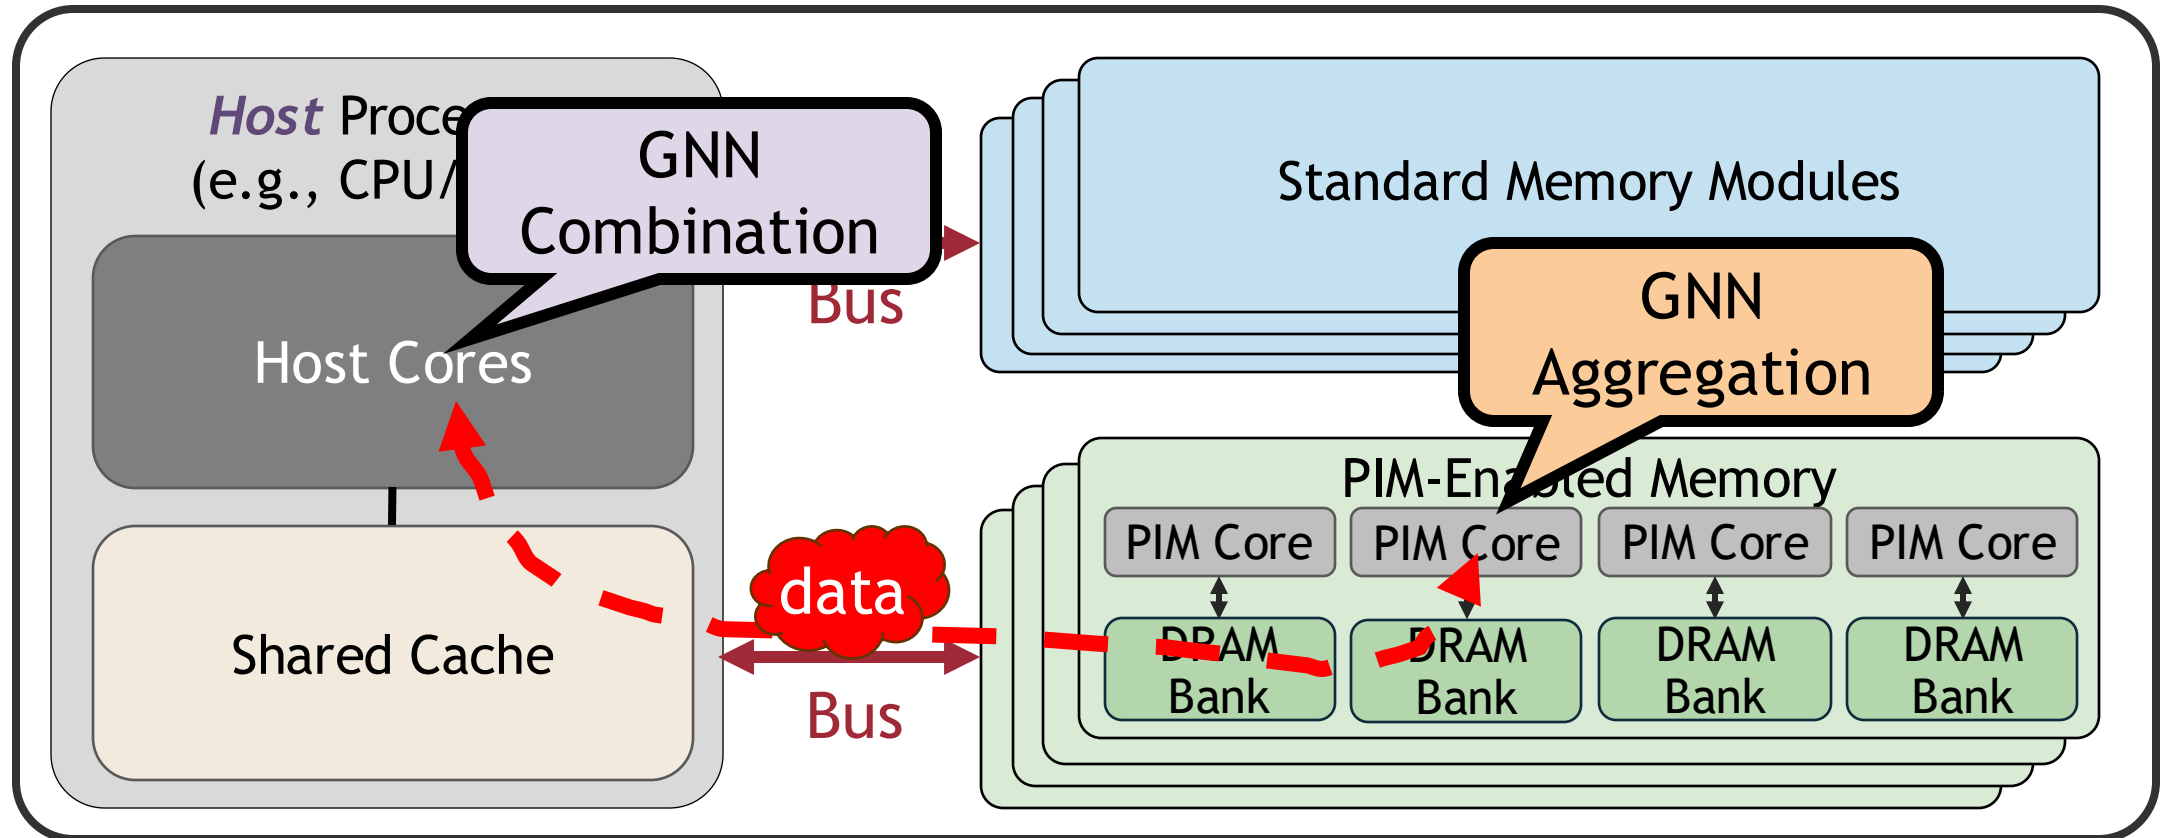 Host Proce
(e.g., CPU/
GNN
Combination
Host Cores
Shared Cache
Bus
data
Bus
Standard Memory Modules
GNN
Aggregation
PIM-Enabled Memory
PIM Core
PIM Core
PIM Core
PIM Core
DRAM
Bank
DRAM
Bank
DRAM
Bank
DRAM
Bank